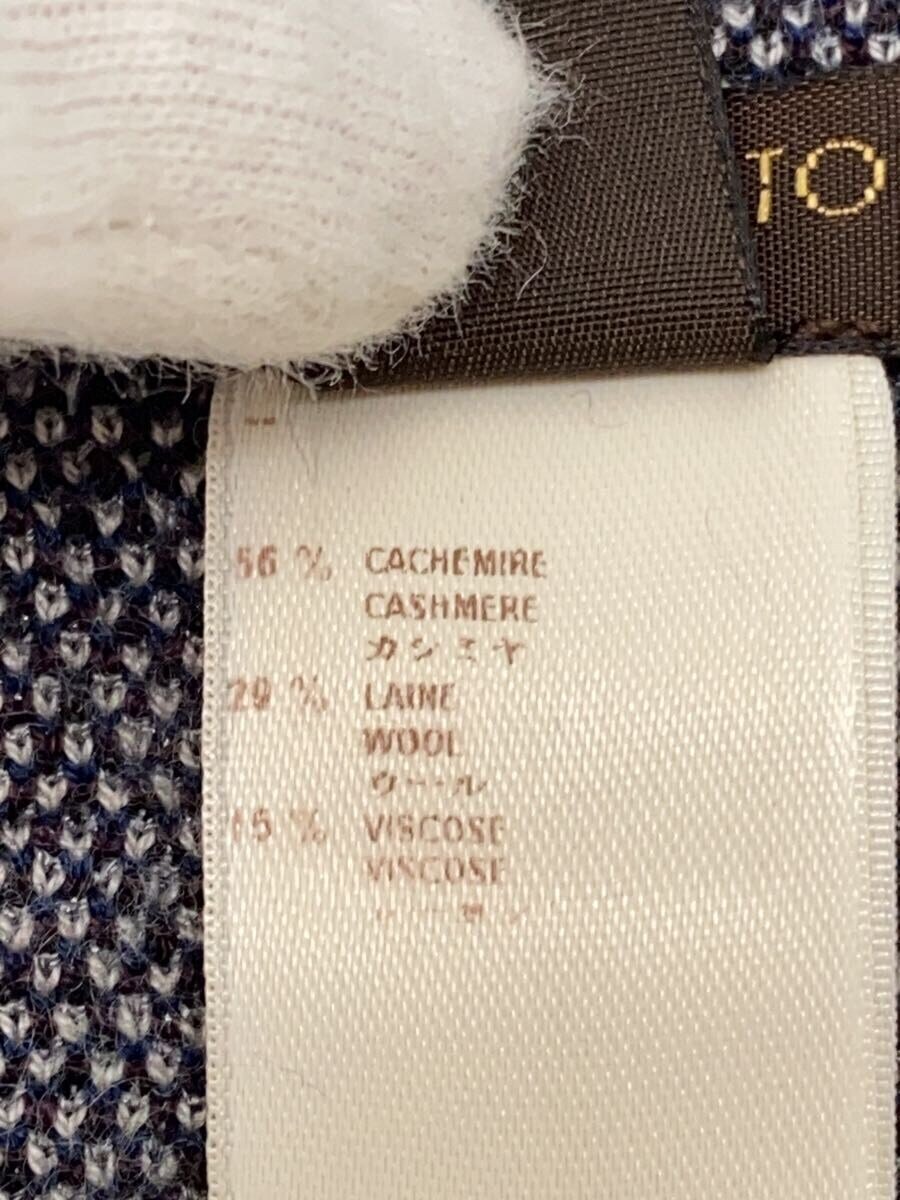 TO
56 % CACHEMIRE
CASHMERE
カシミヤ
29 % LAINE
WOOL
ウール
15 % VISCOSE
VISCOSE